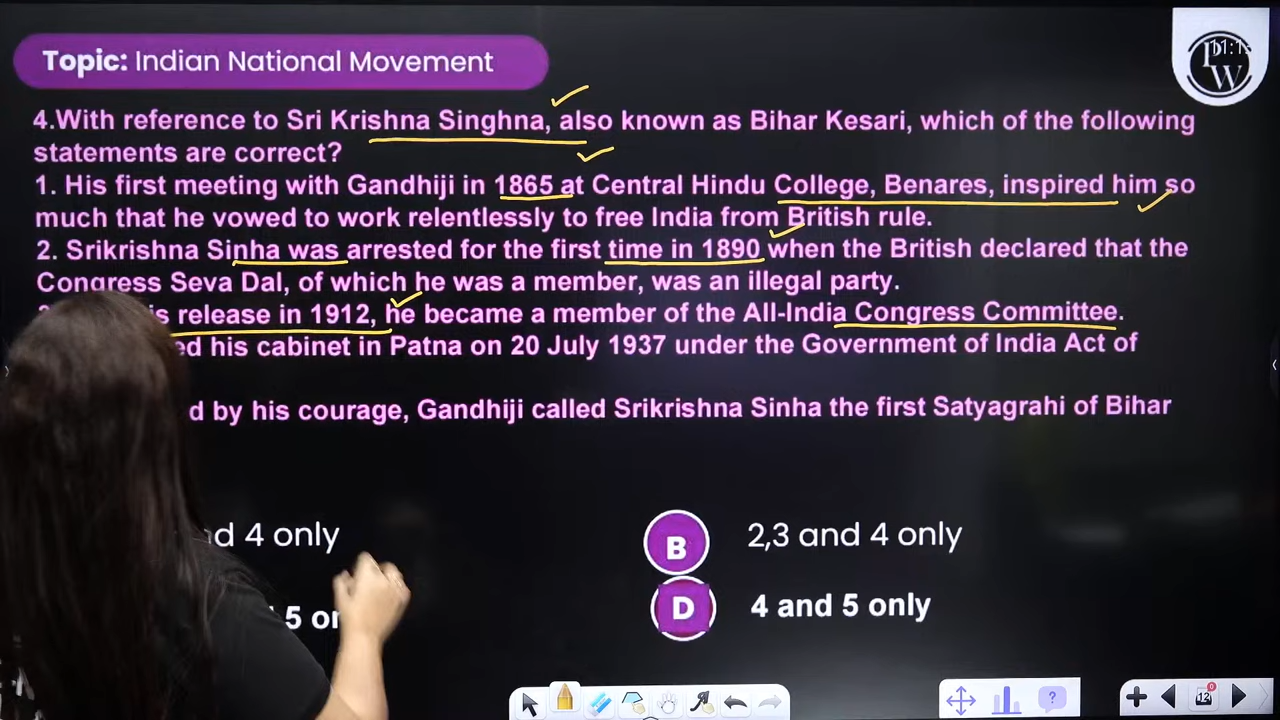 Topic: Indian National Movement
11:1
PW
4.With reference to Sri Krishna Singhna, also known as Bihar Kesari, which of the following
statements are correct?
1. His first meeting with Gandhiji in 1865 at Central Hindu College, Benares, inspired him so
much that he vowed to work relentlessly to free India from British rule.
2. Srikrishna Sinha was arrested for the first time in 1890 when the British declared that the
Congress Seva Dal, of which he was a member, was an illegal party.
release in 1912, he became a member of the All-India Congress Committee.
his cabinet in Patna on 20 July 1937 under the Government of India Act of
by his courage, Gandhiji called Srikrishna Sinha the first Satyagrahi of Bihar
4 only
B 2,3 and 4 only
5
D 4 and 5 only
12